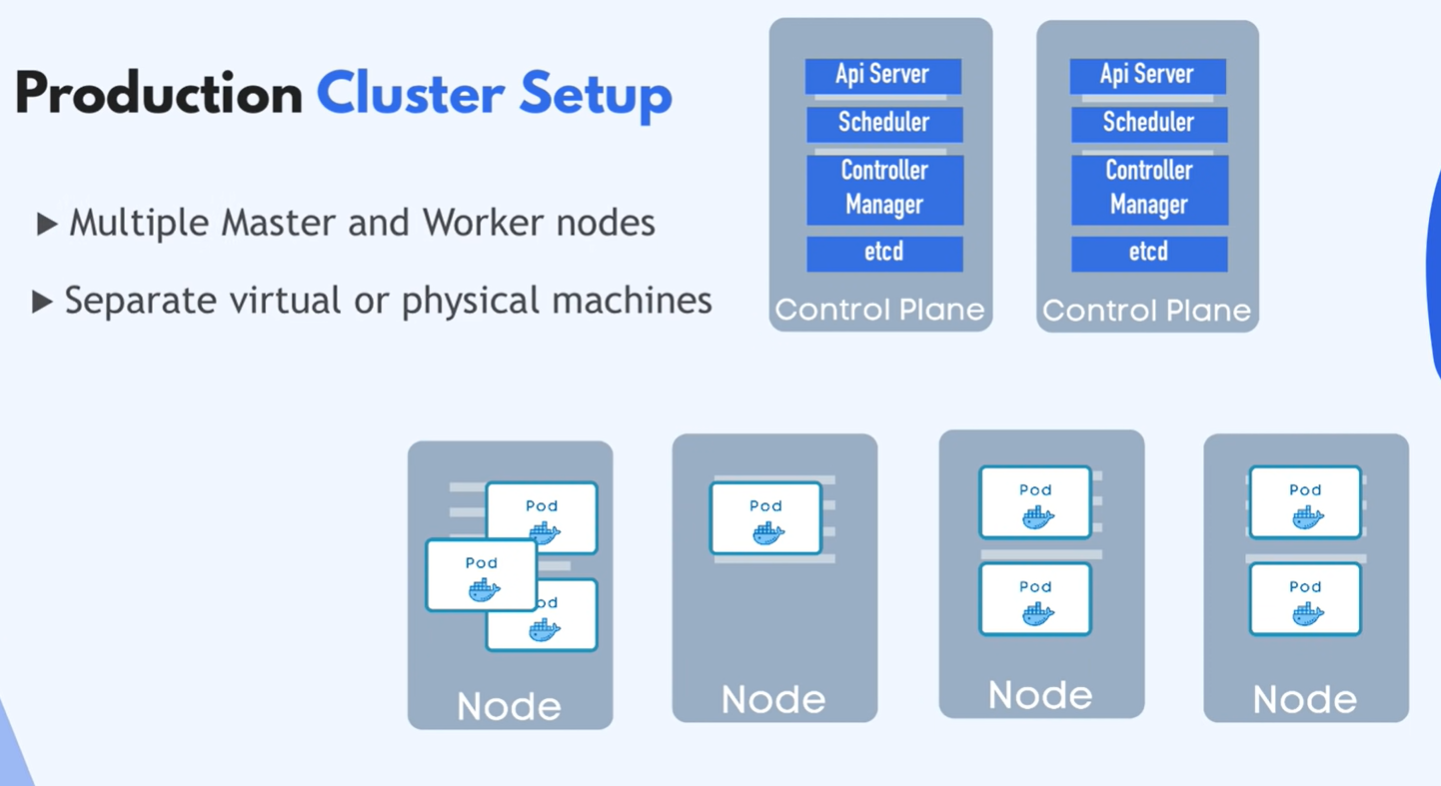 Production Cluster Setup
Multiple Master and Worker nodes
Separate virtual or physical machines
Api Server
Scheduler
Controller
Manager
etcd
Control Plane
Api Server
Scheduler
Controller
Manager
etcd
Control Plane
Pod
Pod
od
Node
Pod
Node
Pod
Pod
Node
Pod
Pod
Node